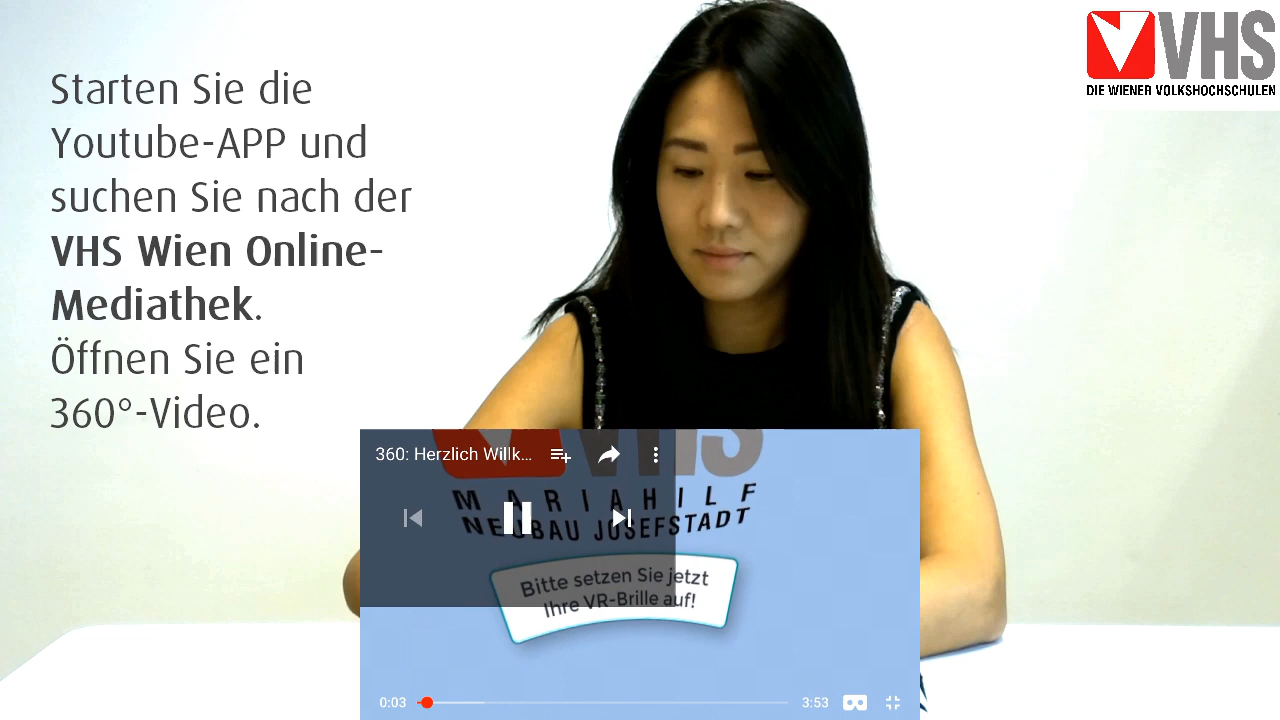 Starten Sie die
Youtube-APP und
suchen Sie nach der
VHS Wien Online-
Mediathek.
Öffnen Sie ein
360°-Video.
VHS
DIE WIENER VOLKSHOCHSCHULEN
360: Herzlich Willk...
VHS
MARIAHILF
NEUBAU JOSEFSTADT
Bitte setzen Sie jetzt
Ihre VR-Brille auf!
0:03
3:53